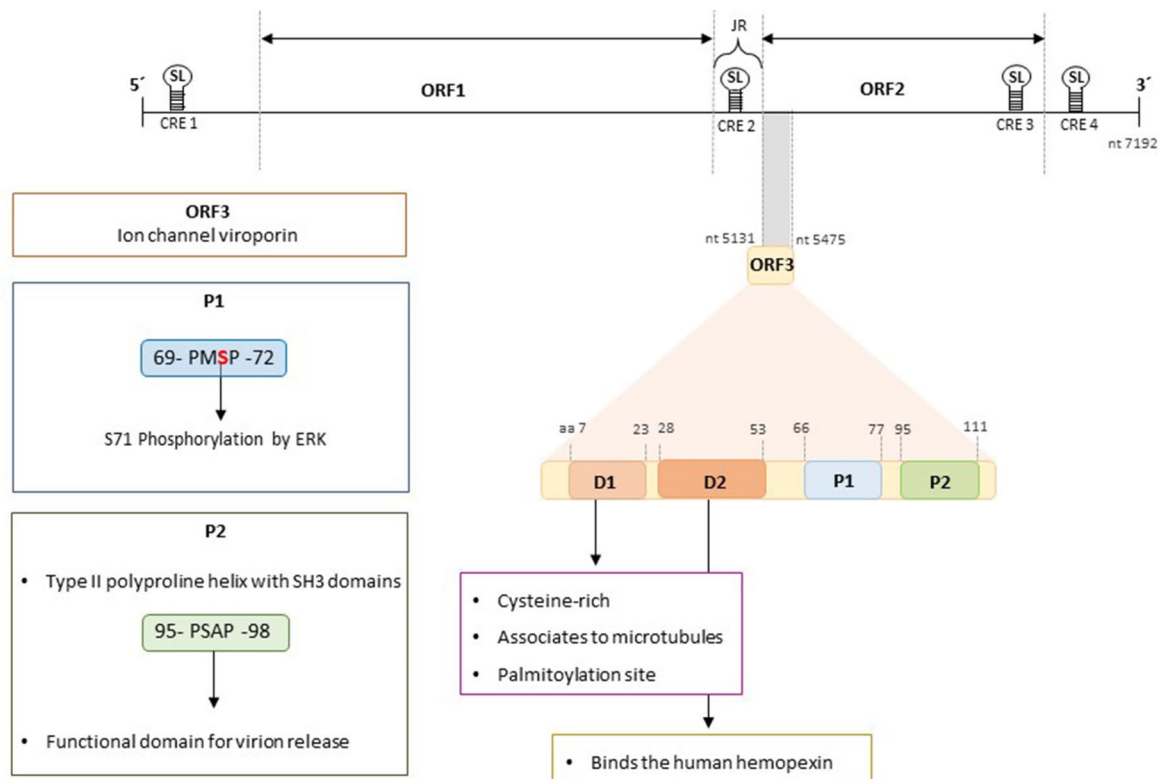 JR
5´
SL
ORF1
SL
ORF2
SL
SL
3´
CRE 1
CRE 2
CRE 3
CRE 4
nt 7192
ORF3
Ion channel viroporin
nt 5131
nt 5475
ORF3
P1
69- PMSP -72
S71 Phosphorylation by ERK
aa 7
23
28
53
66
77
95
111
D1
D2
P1
P2
P2
• Type II polyproline helix with SH3 domains
95- PSAP -98
• Functional domain for virion release
• Cysteine-rich
• Associates to microtubules
• Palmitoylation site
• Binds the human hemopexin